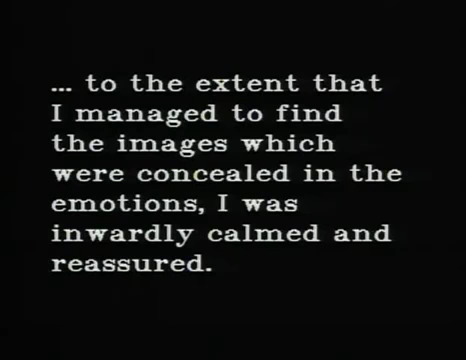 ... to the extent that
I managed to find
the images which
were concealed in the
emotions, I was
inwardly calmed and
reassured.